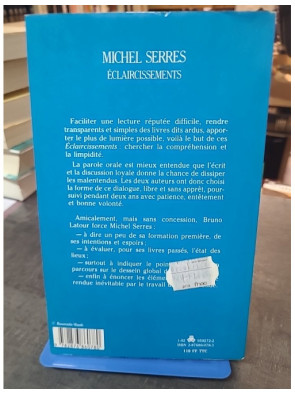 MICHEL SERRES
ÉCLAIRCISSEMENTS
Faciliter une lecture réputée difficile, rendre
transparents et simples des livres dits ardus, appor-
ter le plus de lumière possible, voilà le but de ces
Éclaircissements : chercher la compréhension et
la limpidité.
La parole orale est mieux entendue que l'écrit
et la discussion loyale donne la chance de dissiper
les malentendus. Les deux auteurs ont donc choisi
la forme de ce dialogue, libre et sans apprêt, pour-
suivi pendant deux ans avec patience, entêtement
et bonne volonté.
Amicalement, mais sans concession, Bruno
Latour force Michel Serres :
— à dire un peu de sa formation première, de
ses intentions et espoirs ;
— à évaluer, pour ses livres passés, l'état des
lieux ;
— surtout à indiquer le
parcours sur le dessein global
— enfin à énoncer les
rendue inévitable par le travail